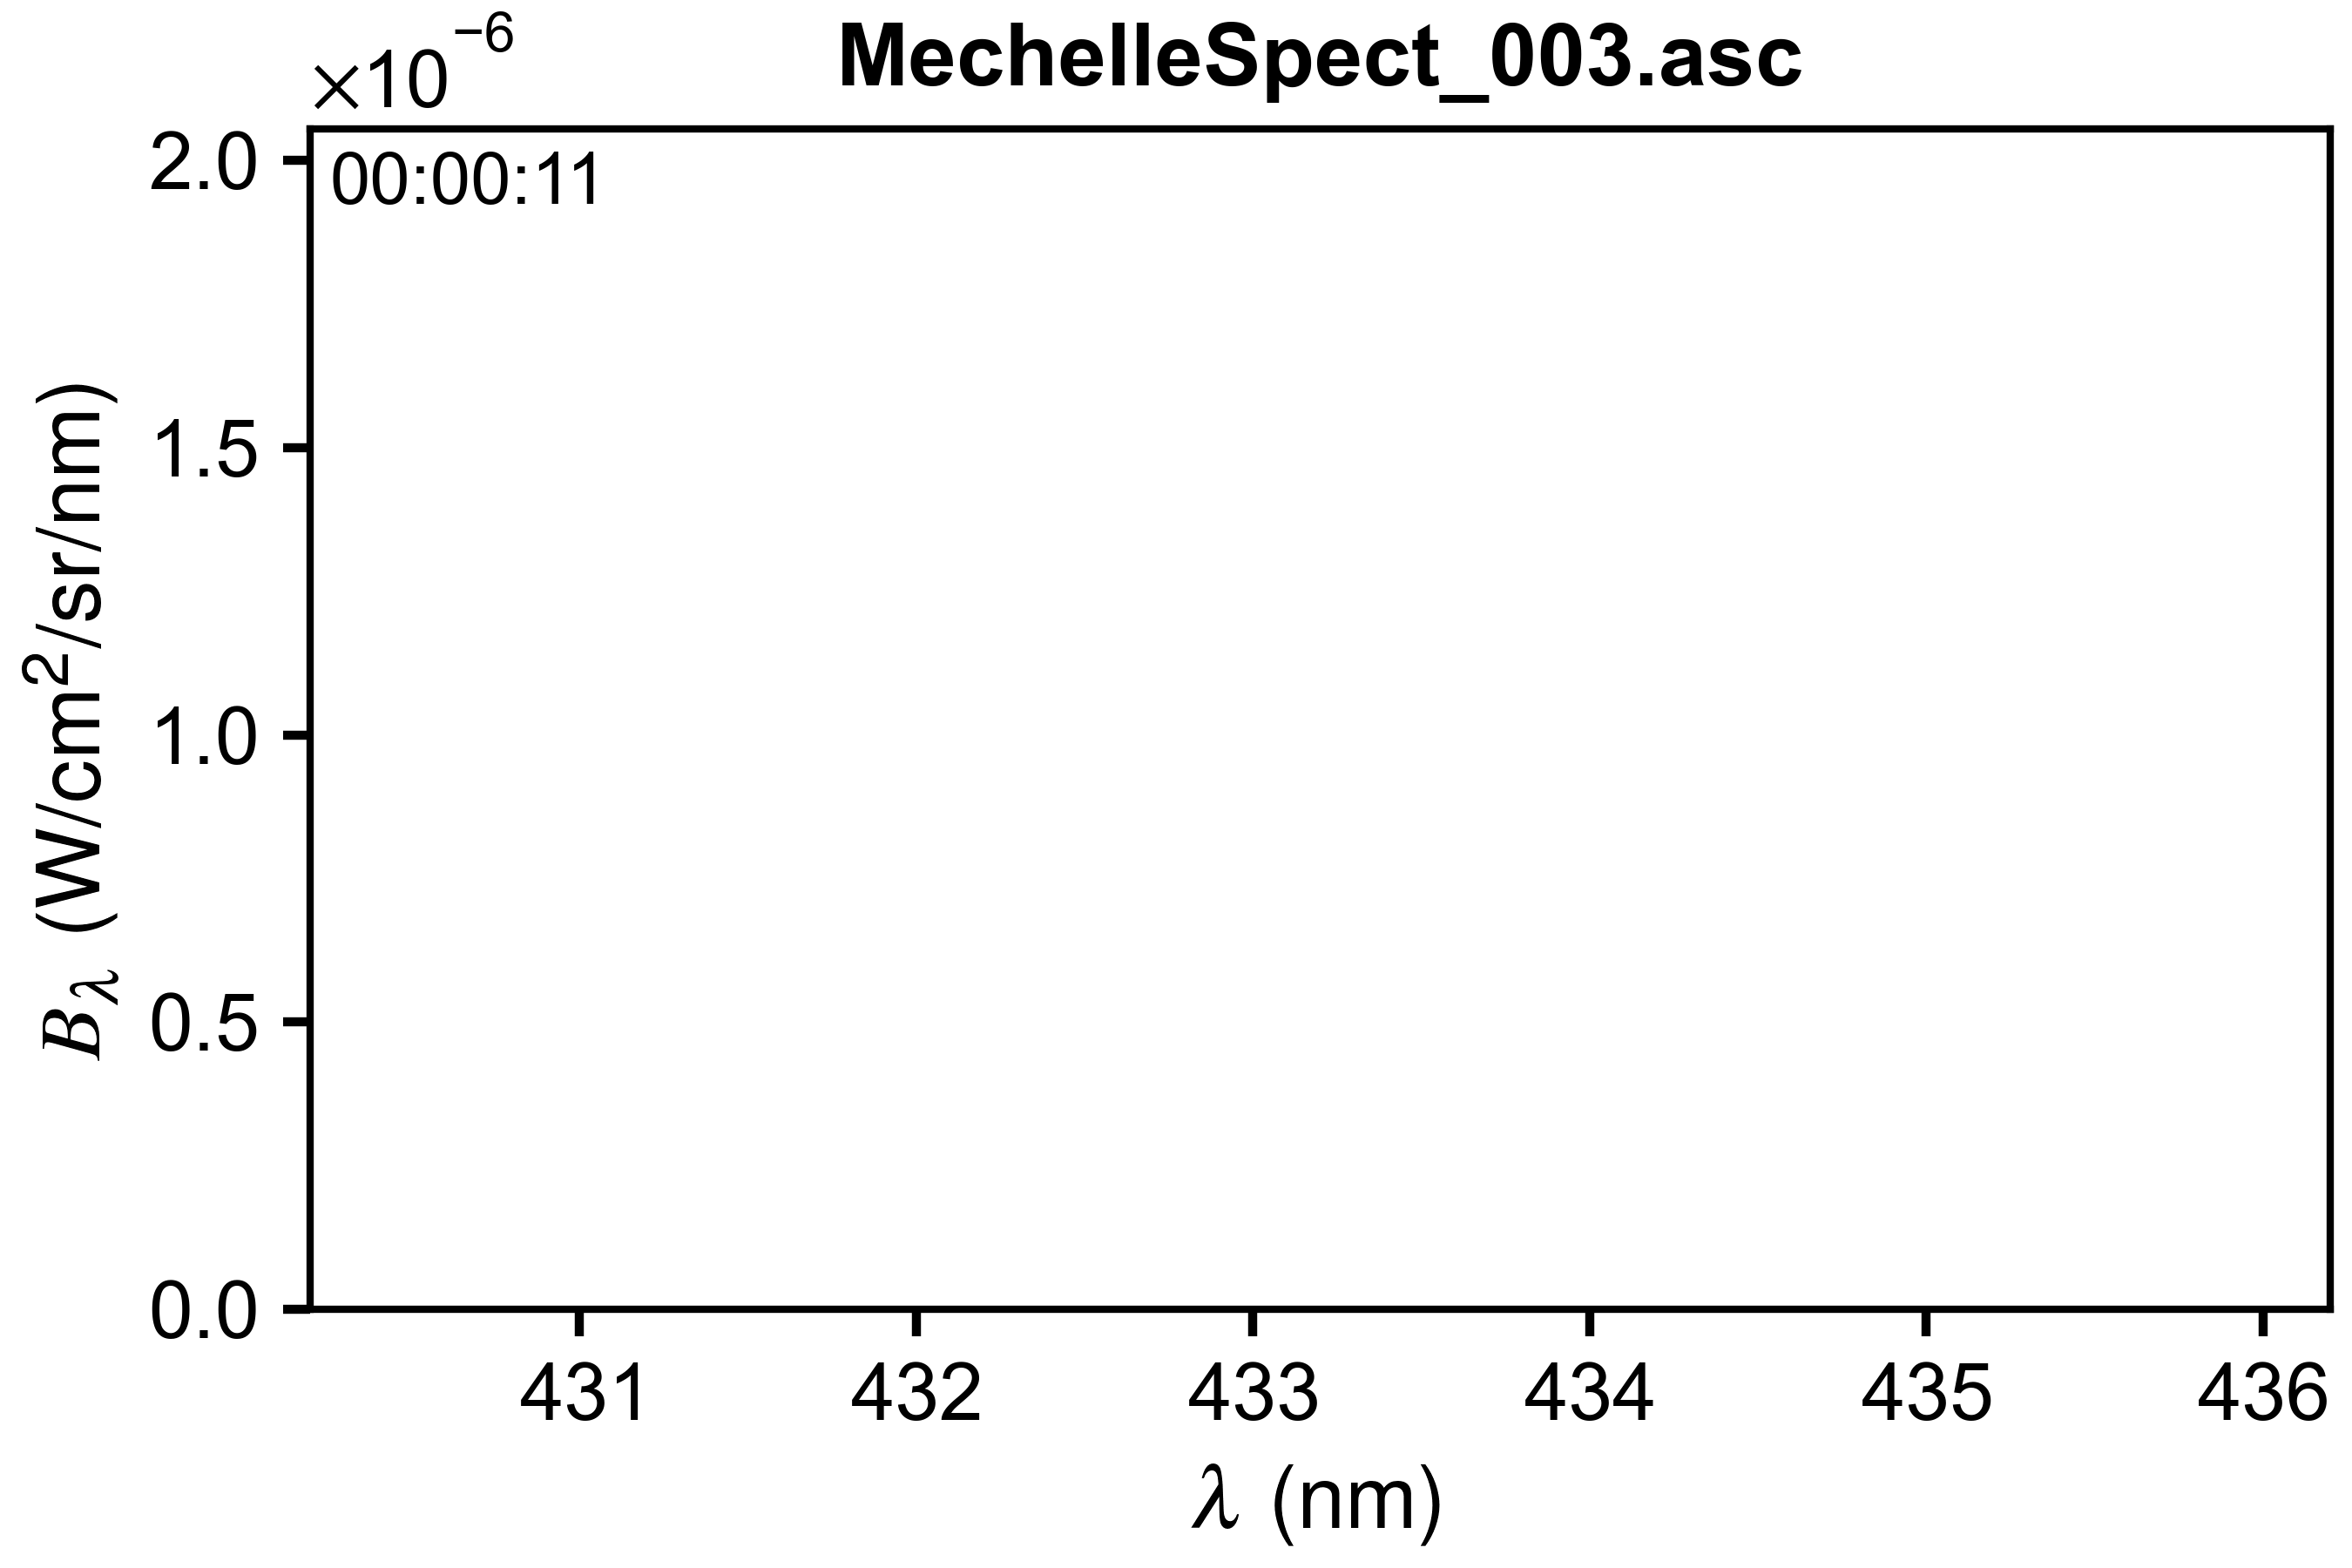 MechelleSpect_003.asc
×10⁻⁶
00:00:11
2.0
1.5
1.0
0.5
0.0
B_λ (W/cm²/sr/nm)
431 432 433 434 435 436
λ (nm)